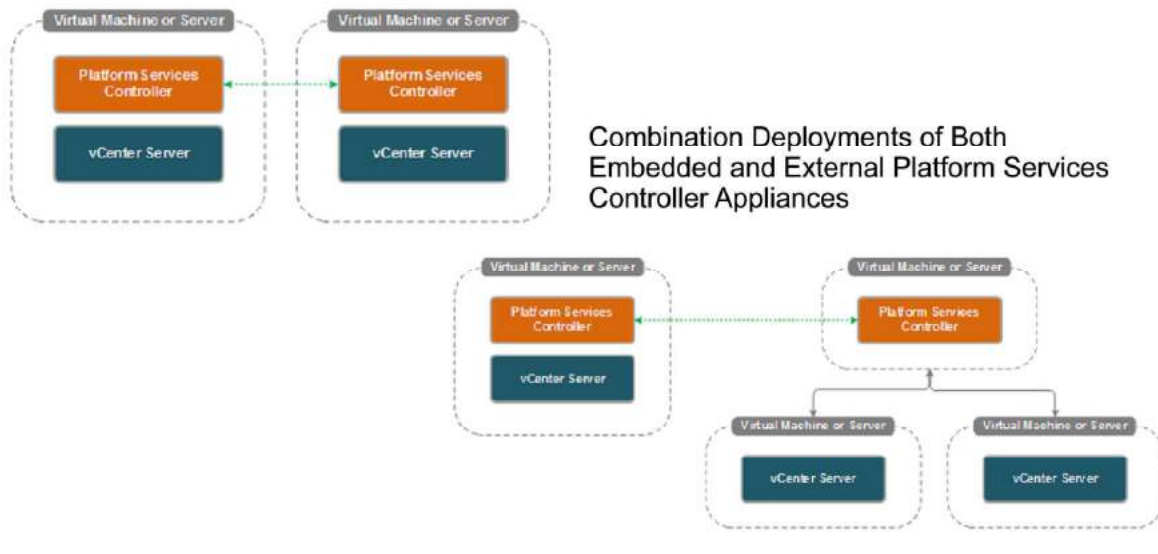 Virtual Machine or Server
Virtual Machine or Server
Platform Services
Controller
Platform Services
Controller
vCenter Server
vCenter Server
Combination Deployments of Both
Embedded and External Platform Services
Controller Appliances
Virtual Machine or Server
Virtual Machine or Server
Platform Services
Controller
Platform Services
Controller
vCenter Server
Virtual Machine or Server
Virtual Machine or Server
vCenter Server
vCenter Server